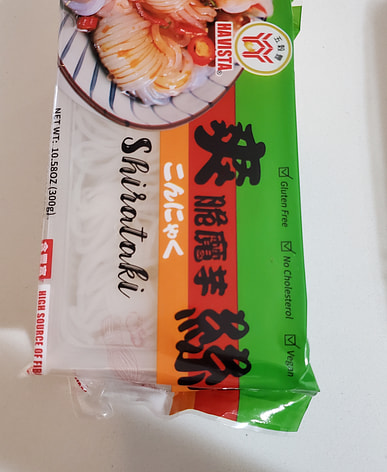 HAVISTA®
爽脆魔芋絲
こんにゃく
Shirataki
NET WT: 10.58OZ (300g)
HIGH SOURCE OF FIB
Gluten Free
No Cholesterol
Vegan